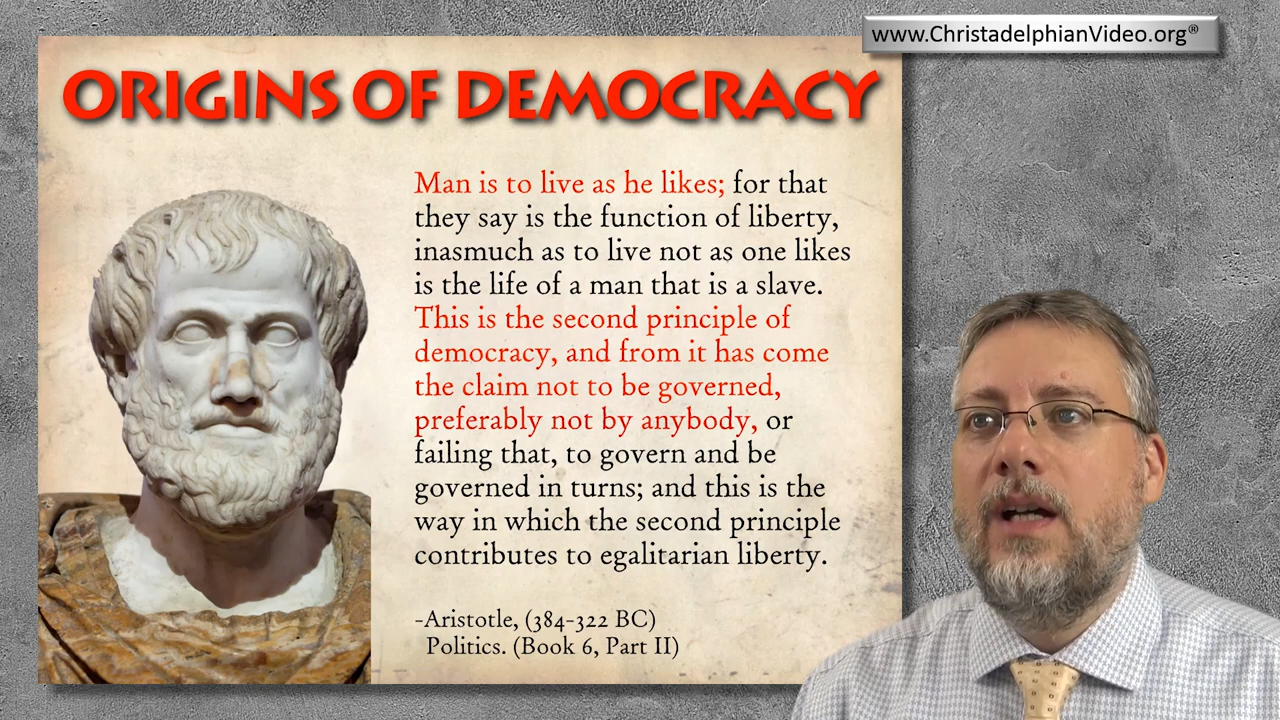 www.ChristadelphianVideo.org®
ORIGINS OF DEMOCRACY
Man is to live as he likes; for that
they say is the function of liberty,
inasmuch as to live not as one likes
is the life of a man that is a slave.
This is the second principle of
democracy, and from it has come
the claim not to be governed,
preferably not by anybody, or
failing that, to govern and be
governed in turns; and this is the
way in which the second principle
contributes to egalitarian liberty.
-Aristotle, (384-322 BC)
Politics. (Book 6, Part II)